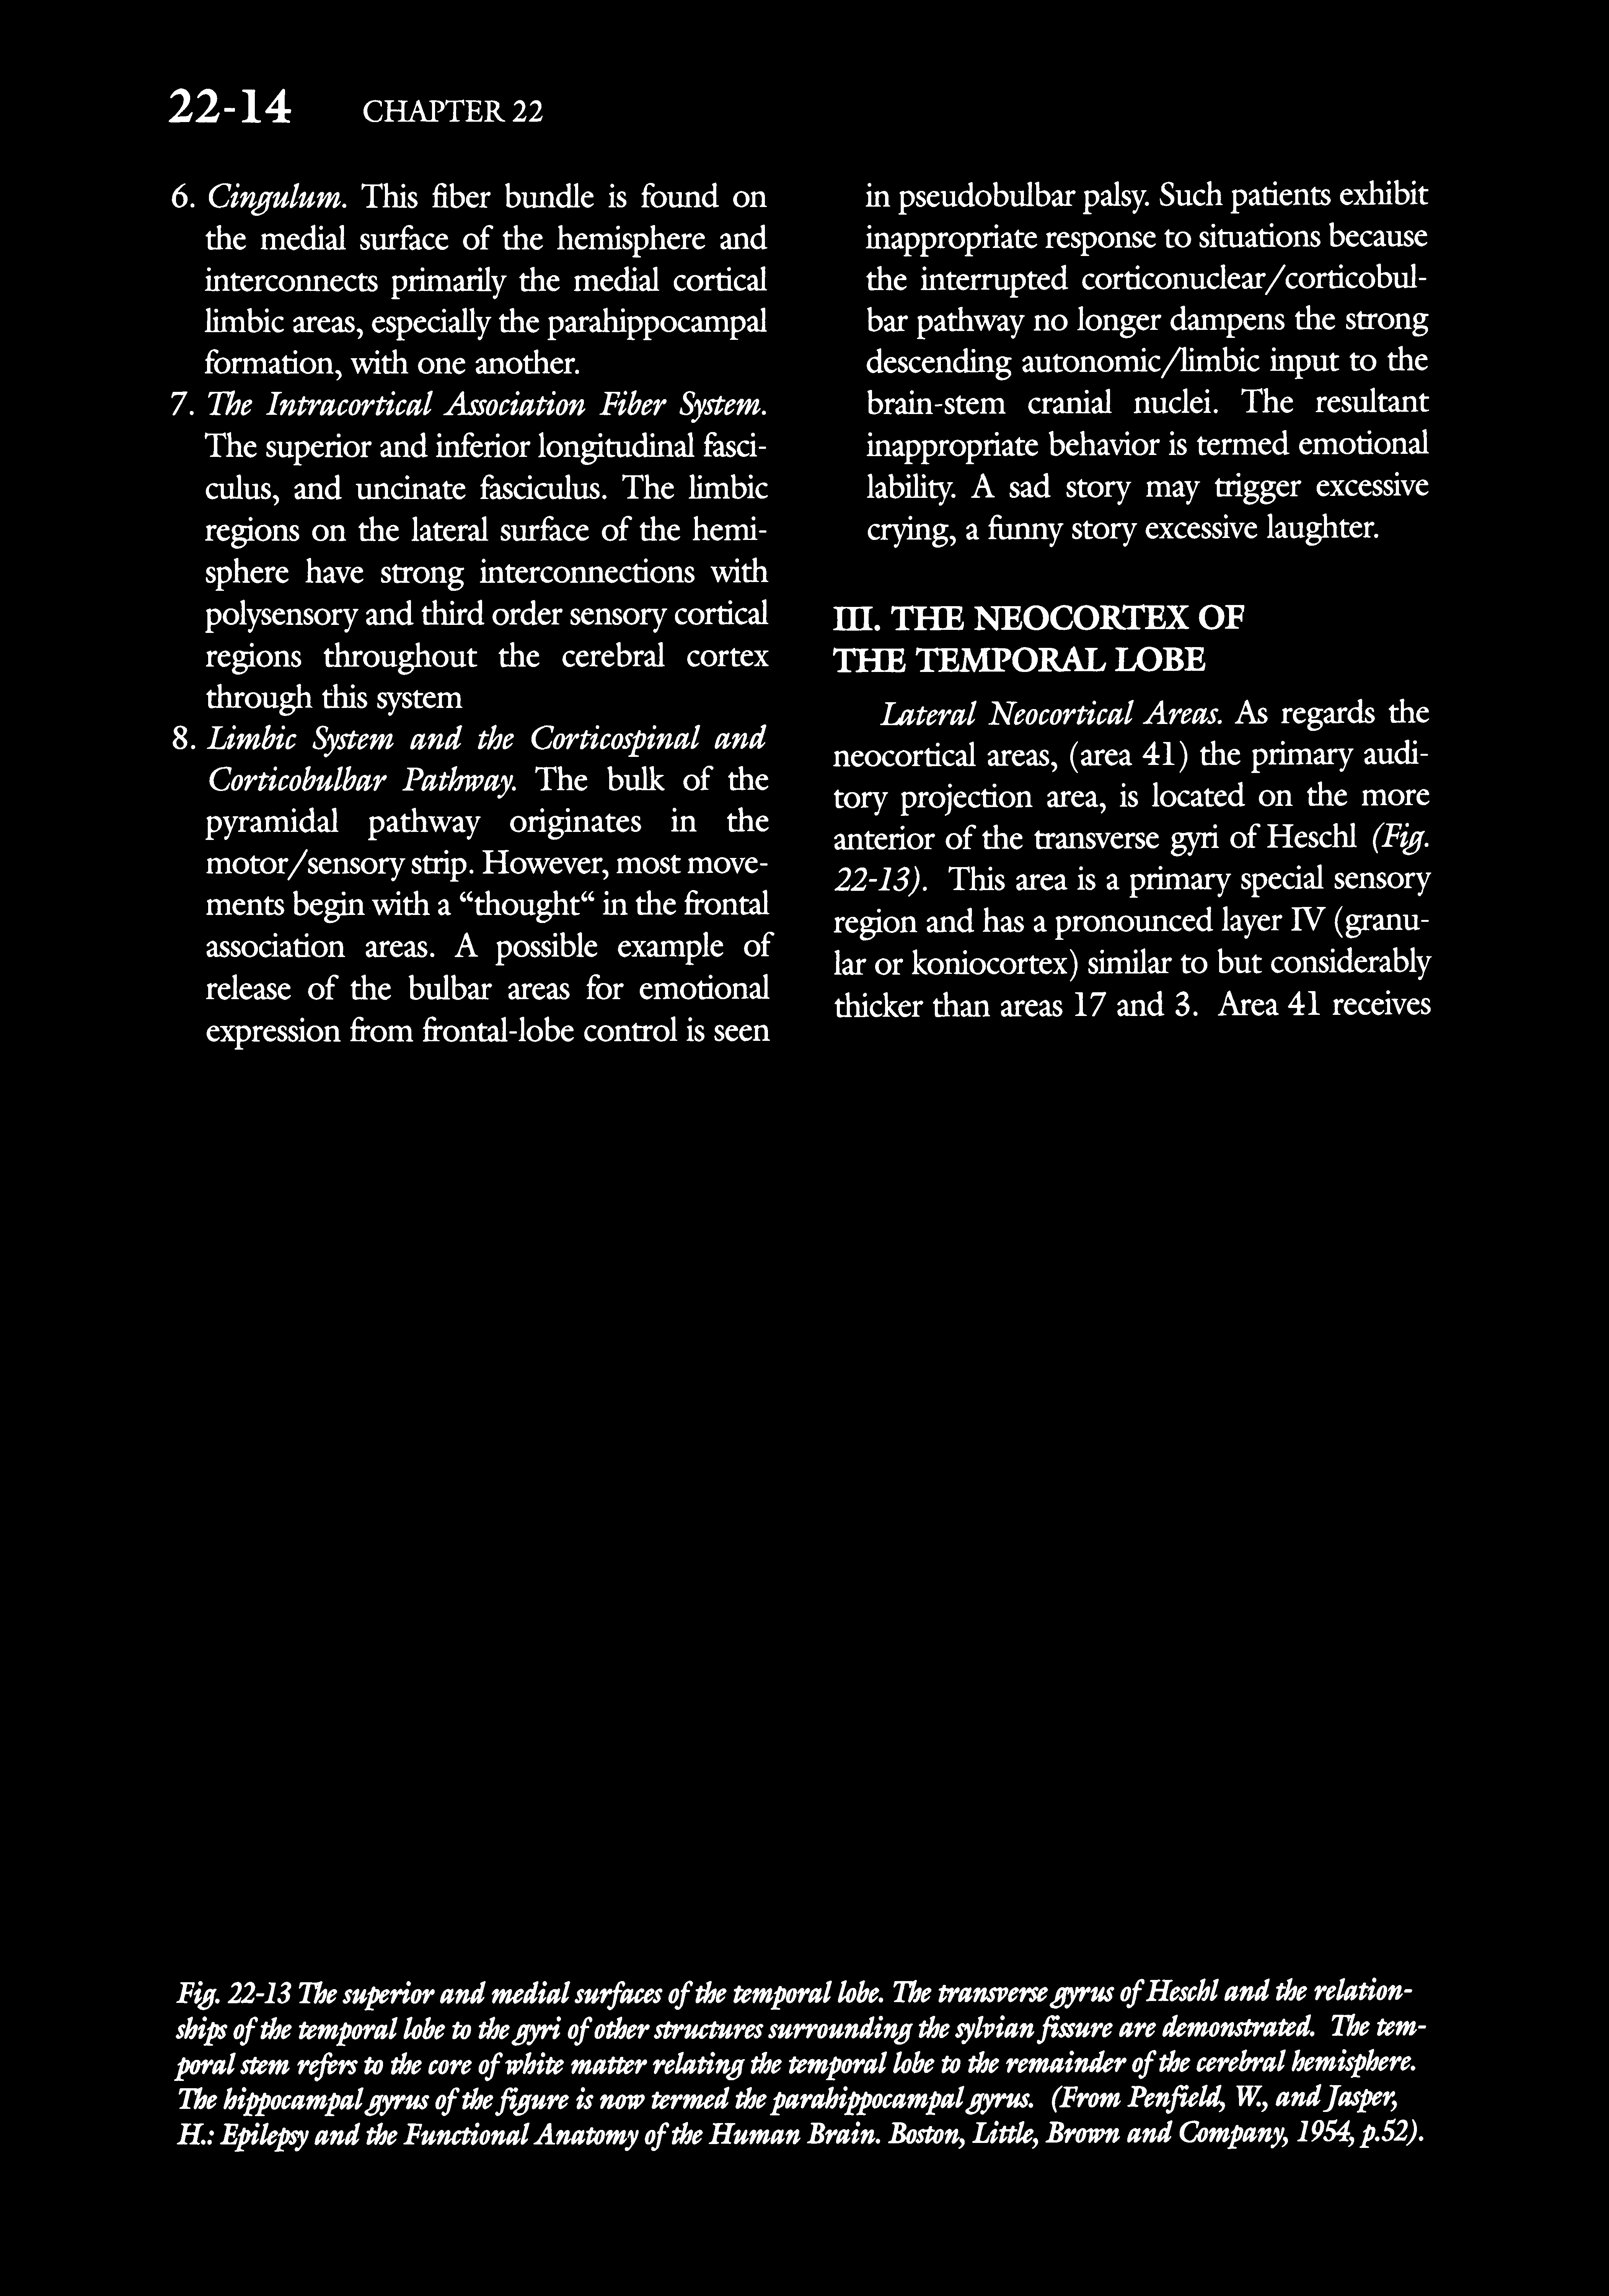 22-14 CHAPTER 22
6. Cingulum. This fiber bundle is found on
the medial surface of the hemisphere and
interconnects primarily the medial cortical
limbic areas, especially the parahippocampal
formation, with one another.
7. The Intracortical Association Fiber System.
The superior and inferior longitudinal fasci-
culus, and uncinate fasciculus. The limbic
regions on the lateral surface of the hemi-
sphere have strong interconnections with
polysensory and third order sensory cortical
regions throughout the cerebral cortex
through this system
8. Limbic System and the Corticospinal and
Corticobulbar Pathway. The bulk of the
pyramidal pathway originates in the
motor/sensory strip. However, most move-
ments begin with a “thought“ in the frontal
association areas. A possible example of
release of the bulbar areas for emotional
expression from frontal-lobe control is seen
in pseudobulbar palsy. Such patients exhibit
inappropriate response to situations because
the interrupted corticonuclear/corticobul-
bar pathway no longer dampens the strong
descending autonomic/limbic input to the
brain-stem cranial nuclei. The resultant
inappropriate behavior is termed emotional
lability. A sad story may trigger excessive
crying, a funny story excessive laughter.
III. THE NEOCORTEX OF
THE TEMPORAL LOBE
Lateral Neocortical Areas. As regards the
neocortical areas, (area 41) the primary audi-
tory projection area, is located on the more
anterior of the transverse gyri of Heschl (Fig.
22-13). This area is a primary special sensory
region and has a pronounced layer IV (granu-
lar or koniocortex) similar to but considerably
thicker than areas 17 and 3. Area 41 receives
Fig. 22-13 The superior and medial surfaces of the temporal lobe. The transverse gyrus of Heschl and the relation-
ships of the temporal lobe to the gyri of other structures surrounding the sylvian fissure are demonstrated. The tem-
poral stem refers to the core of white matter relating the temporal lobe to the remainder of the cerebral hemisphere.
The hippocampal gyrus of the figure is now termed the parahippocampal gyrus. (From Penfield, W., and Jasper,
H.: Epilepsy and the Functional Anatomy of the Human Brain. Boston, Little, Brown and Company, 1954, p.52).